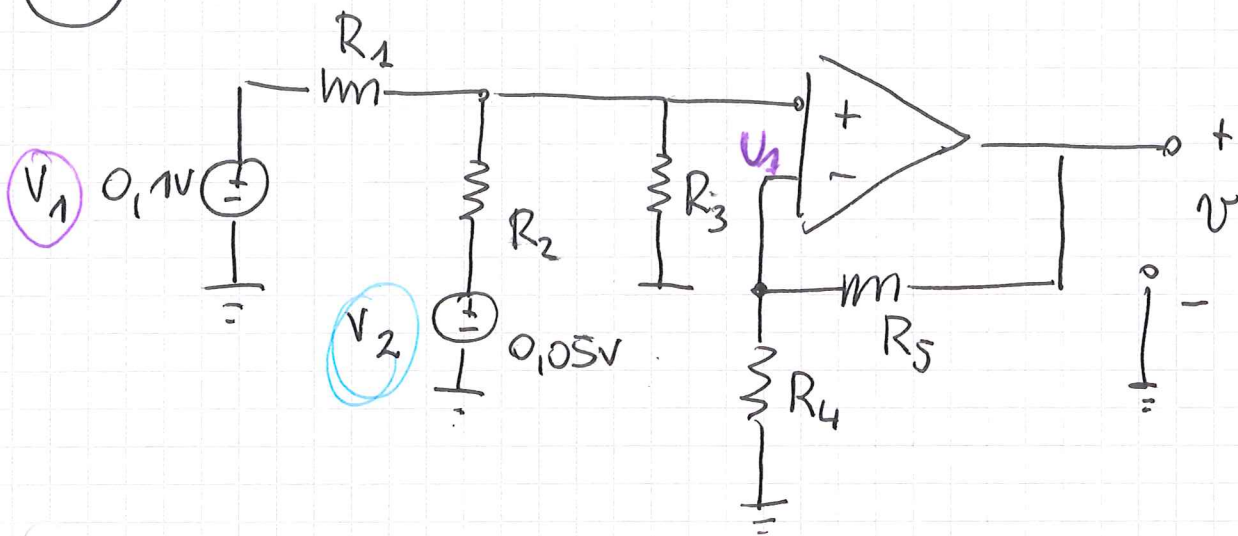 R1
V1 0,1V
+
-
R2
V2
+
-
0,05V
R3
U1
+
-
R5
R4
+
v
-